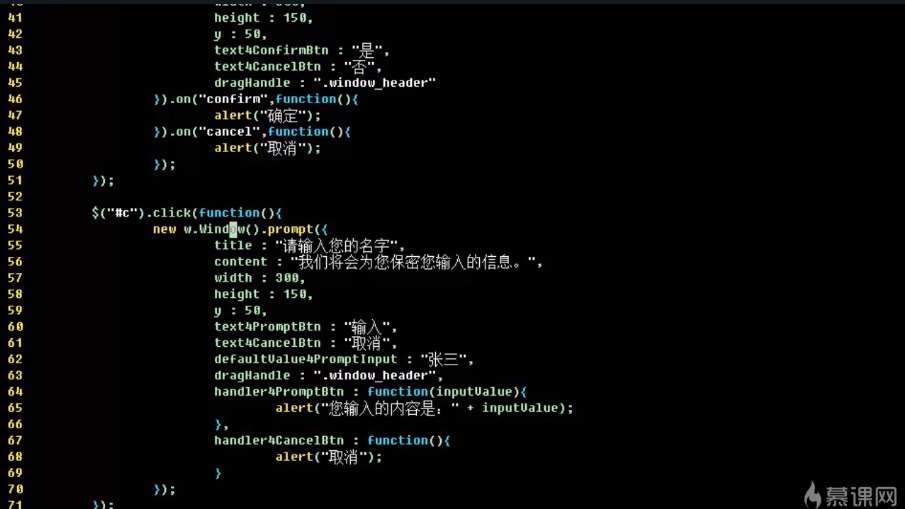 41 height : 150,
42 y : 50,
43 text4ConfirmBtn : "是",
44 text4CancelBtn : "否",
45 dragHandle : ".window_header"
46 }).on("confirm",function(){
47 alert("确定");
48 }).on("cancel",function(){
49 alert("取消");
50 });
51 });
52
53 $("#c").click(function(){
54 new w.Window().prompt({
55 title : "请输入您的名字",
56 content : "我们将会为您保密您输入的信息。",
57 width : 300,
58 height : 150,
59 y : 50,
60 text4PromptBtn : "输入",
61 text4CancelBtn : "取消",
62 defaultValue4PromptInput : "张三",
63 dragHandle : ".window_header",
64 handler4PromptBtn : function(inputValue){
65 alert("您输入的内容是：" + inputValue);
66 },
67 handler4CancelBtn : function(){
68 alert("取消");
69 }
70 });
71 });
慕课网